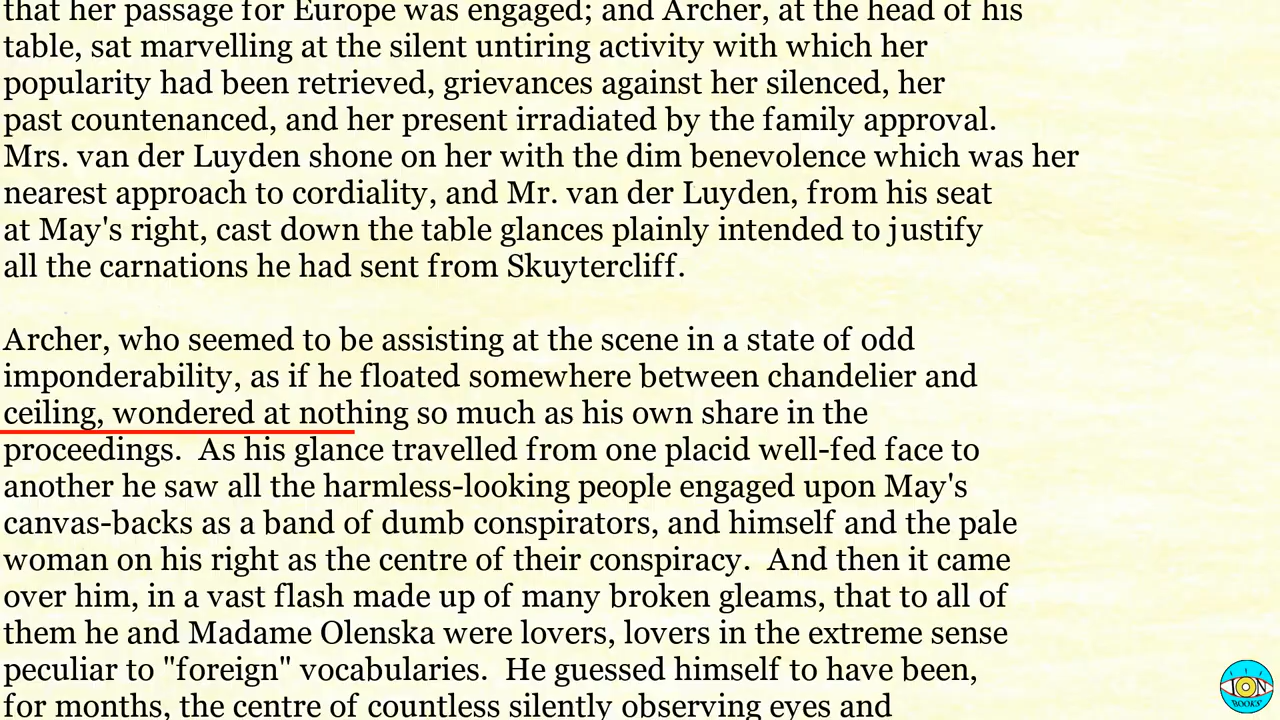 that her passage for Europe was engaged; and Archer, at the head of his
table, sat marvelling at the silent untiring activity with which her
popularity had been retrieved, grievances against her silenced, her
past countenanced, and her present irradiated by the family approval.
Mrs. van der Luyden shone on her with the dim benevolence which was her
nearest approach to cordiality, and Mr. van der Luyden, from his seat
at May's right, cast down the table glances plainly intended to justify
all the carnations he had sent from Skuytercliff.
Archer, who seemed to be assisting at the scene in a state of odd
imponderability, as if he floated somewhere between chandelier and
ceiling, wondered at nothing so much as his own share in the
proceedings.  As his glance travelled from one placid well-fed face to
another he saw all the harmless-looking people engaged upon May's
canvas-backs as a band of dumb conspirators, and himself and the pale
woman on his right as the centre of their conspiracy.  And then it came
over him, in a vast flash made up of many broken gleams, that to all of
them he and Madame Olenska were lovers, lovers in the extreme sense
peculiar to "foreign" vocabularies.  He guessed himself to have been,
for months, the centre of countless silently observing eyes and
ION
BOOKS